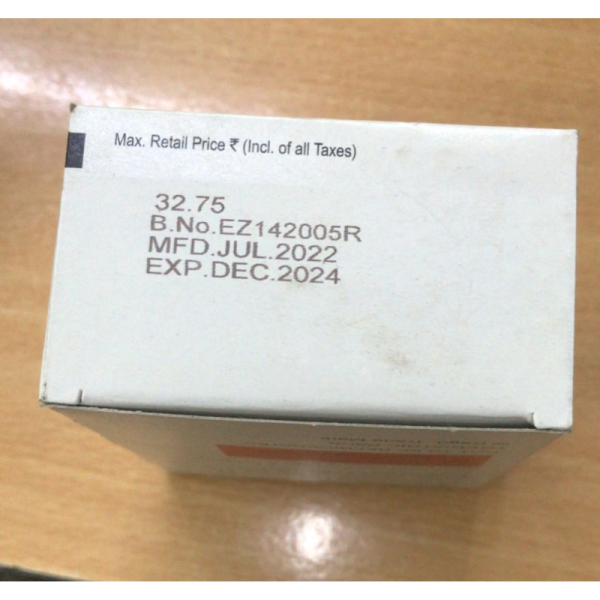 Max. Retail Price ₹ (Incl. of all Taxes)
32.75
B.No.EZ142005R
MFD.JUL.2022
EXP.DEC.2024